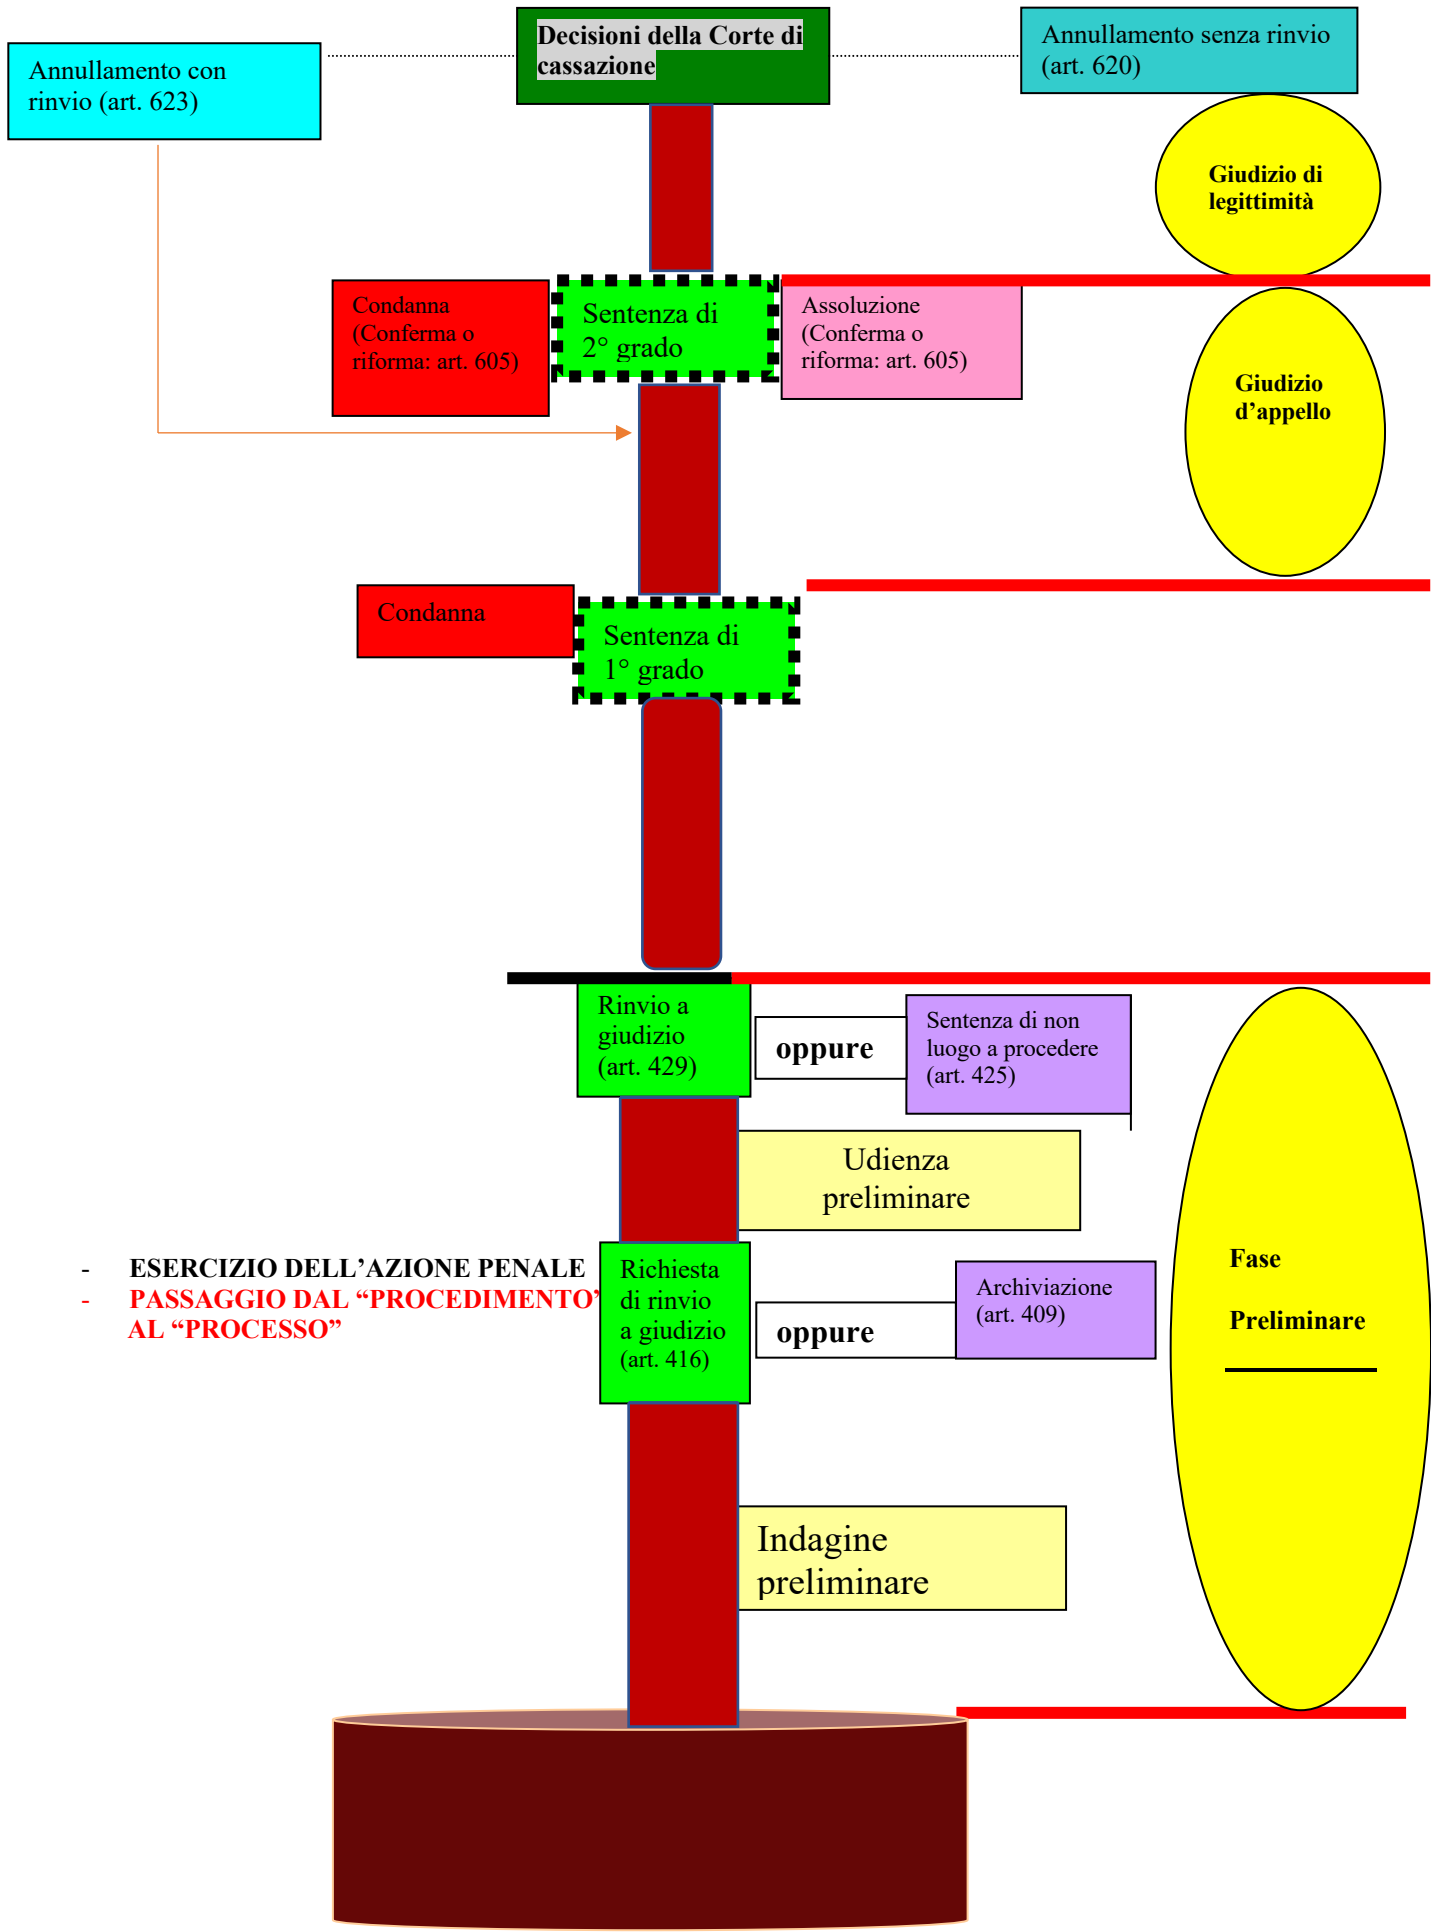 Decisioni della Corte di
cassazione
Annullamento senza rinvio
(art. 620)
Annullamento con
rinvio (art. 623)
Giudizio di
legittimità
Condanna
(Conferma o
riforma: art. 605)
Sentenza di
2° grado
Assoluzione
(Conferma o
riforma: art. 605)
Giudizio
d’appello
Condanna
Sentenza di
1° grado
Rinvio a
giudizio
(art. 429)
oppure
Sentenza di non
luogo a procedere
(art. 425)
Udienza
preliminare
- ESERCIZIO DELL’AZIONE PENALE
- PASSAGGIO DAL “PROCEDIMENTO”
AL “PROCESSO”
Richiesta
di rinvio
a giudizio
(art. 416)
oppure
Archiviazione
(art. 409)
Fase
Preliminare
Indagine
preliminare